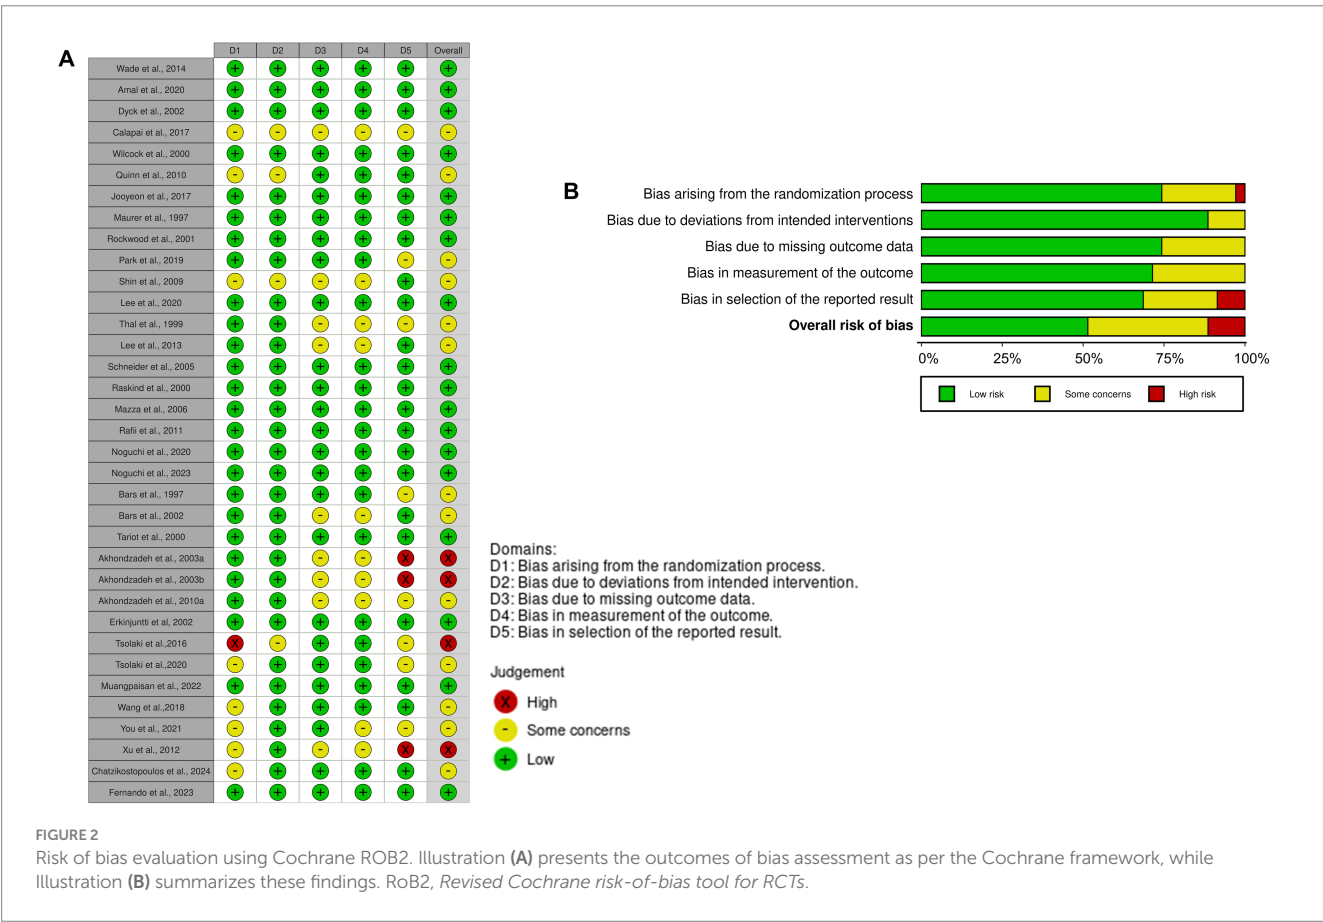 A
D1 D2 D3 D4 D5 Overall
Wade et al., 2014 + + + + + +
Amal et al., 2020 + + + + + +
Dyck et al., 2002 + + + + + +
Calapai et al., 2017 - - - - - -
Wilcock et al., 2000 + + + + + +
Quinn et al., 2010 - - + + + -
Jooyeon et al., 2017 + + + + + +
Maurer et al., 1997 + + + + + +
Rockwood et al., 2001 + + + + + +
Park et al., 2019 + + + + - -
Shin et al., 2009 - - - - + -
Lee et al., 2020 + + + + + +
Thal et al., 1999 + + - - - -
Lee et al., 2013 + + - - + -
Schneider et al., 2005 + + + + + +
Raskind et al., 2000 + + + + + +
Mazza et al., 2006 + + + + + +
Rafii et al., 2011 + + + + + +
Noguchi et al., 2020 + + + + + +
Noguchi et al., 2023 + + + + + +
Bars et al., 1997 + + + + - -
Bars et al., 2002 + + - - + -
Tariot et al., 2000 + + + + + +
Akhondzadeh et al., 2003a + + - - X X
Akhondzadeh et al., 2003b + + - - X X
Akhondzadeh et al., 2010a + + - - - -
Erkinjuntti et al, 2002 + + + + + +
Tsolaki et al.,2016 X - + + - X
Tsolaki et al.,2020 - + + + - -
Muangpaisan et al., 2022 + + + + + +
Wang et al.,2018 - + + + + -
You et al., 2021 - + + - - -
Xu et al., 2012 - + - - X X
Chatzikostopoulos et al., 2024 - + + + + -
Fernando et al., 2023 + + + + + +
B
Bias arising from the randomization process
Bias due to deviations from intended interventions
Bias due to missing outcome data
Bias in measurement of the outcome
Bias in selection of the reported result
Overall risk of bias
0% 25% 50% 75% 100%
Low risk Some concerns High risk
Domains:
D1: Bias arising from the randomization process.
D2: Bias due to deviations from intended intervention.
D3: Bias due to missing outcome data.
D4: Bias in measurement of the outcome.
D5: Bias in selection of the reported result.
Judgement
X High
- Some concerns
+ Low
FIGURE 2
Risk of bias evaluation using Cochrane ROB2. Illustration (A) presents the outcomes of bias assessment as per the Cochrane framework, while
Illustration (B) summarizes these findings. RoB2, Revised Cochrane risk-of-bias tool for RCTs.